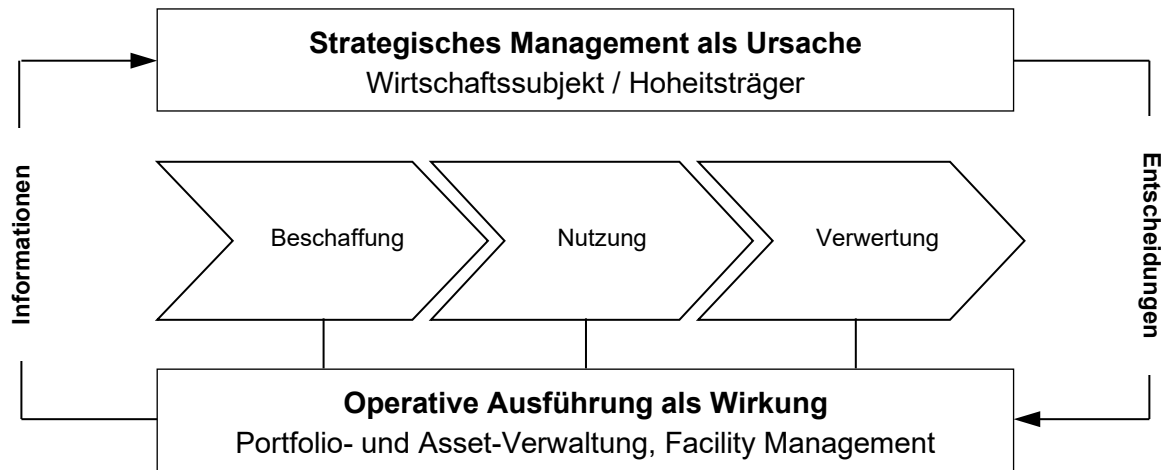 Strategisches Management als Ursache
Wirtschaftssubjekt / Hoheitsträger
Informationen
Beschaffung
Nutzung
Verwertung
Entscheidungen
Operative Ausführung als Wirkung
Portfolio- und Asset-Verwaltung, Facility Management